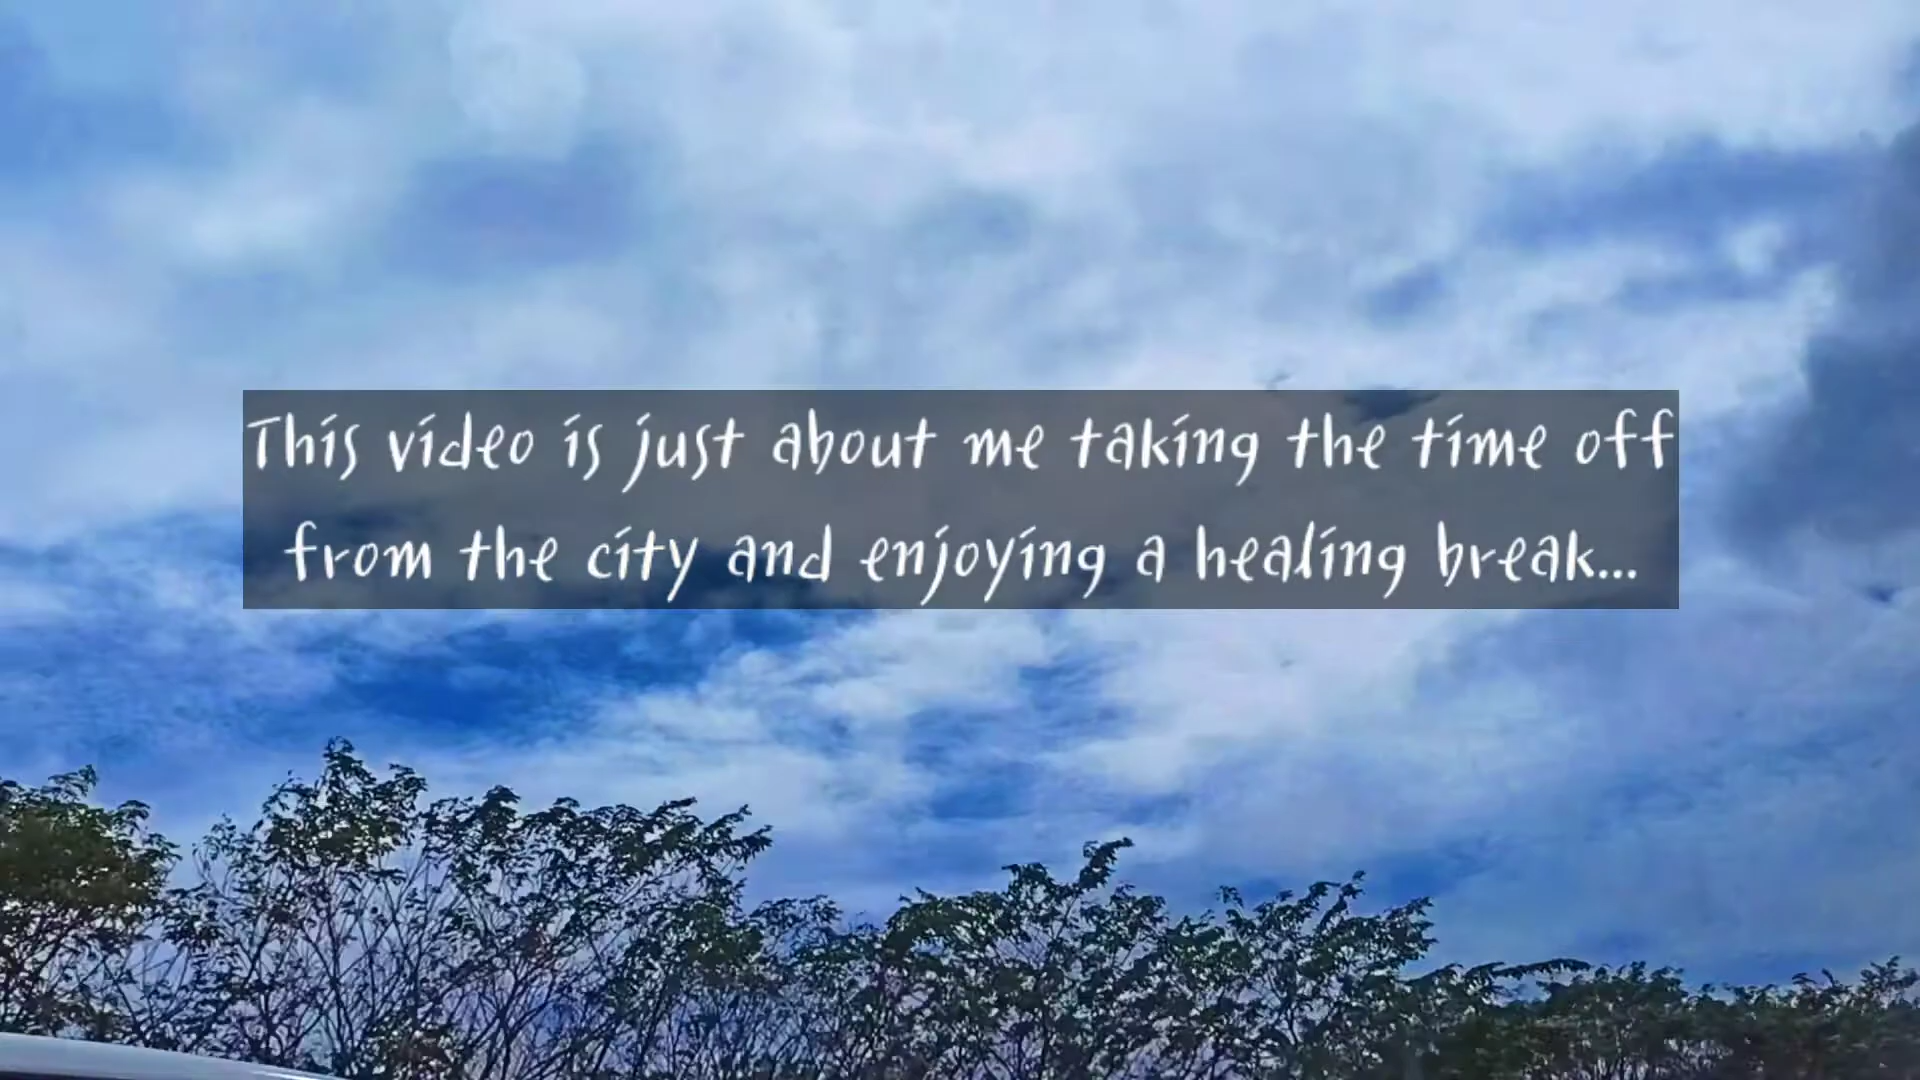 This video is just about me taking the time off
from the city and enjoying a healing break...